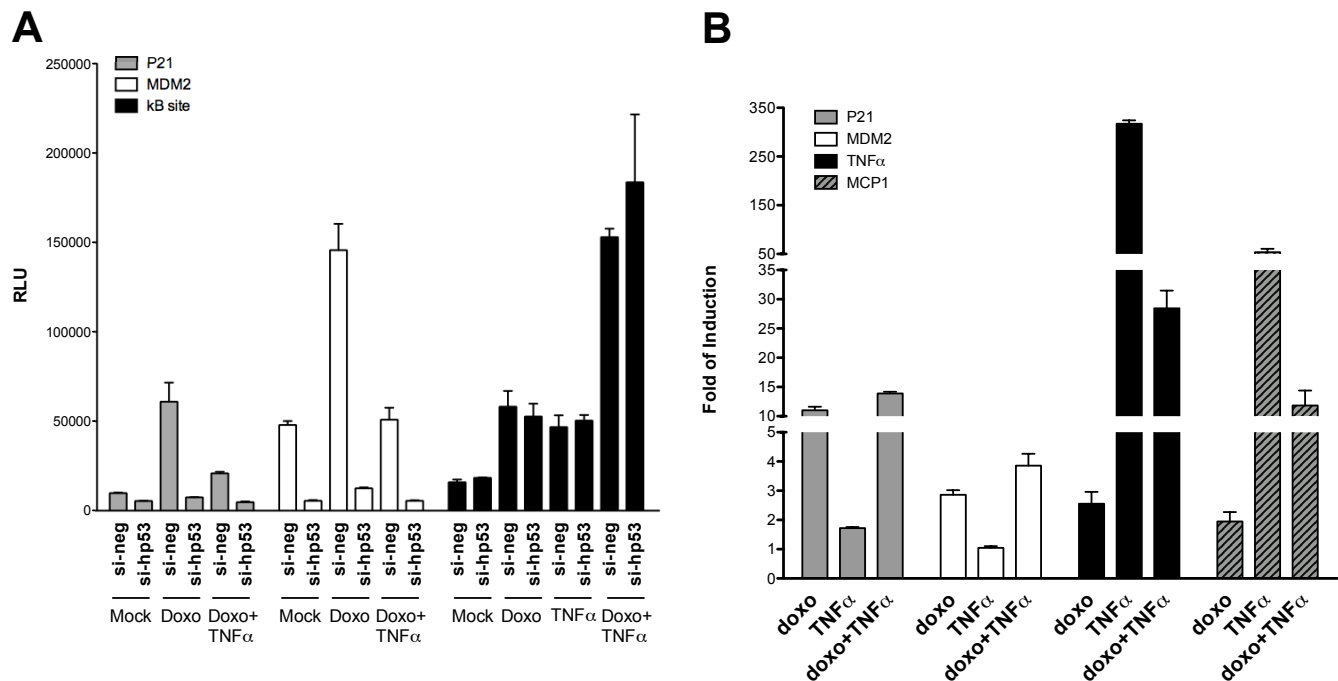 A
250000
200000
150000
100000
50000
0
RLU
P21
MDM2
kB site
si-neg
si-hp53
si-neg
si-hp53
si-neg
si-hp53
si-neg
si-hp53
si-neg
si-hp53
si-neg
si-hp53
si-neg
si-hp53
si-neg
si-hp53
si-neg
si-hp53
si-neg
si-hp53
Mock Doxo Doxo+ TNFα
Mock Doxo Doxo+ TNFα
Mock Doxo TNFα Doxo+ TNFα
B
350
250
150
50
35
30
25
20
15
10
5
4
3
2
1
0
Fold of Induction
P21
MDM2
TNFα
MCP1
doxo
TNFα
doxo+TNFα
doxo
TNFα
doxo+TNFα
doxo
TNFα
doxo+TNFα
doxo
TNFα
doxo+TNFα